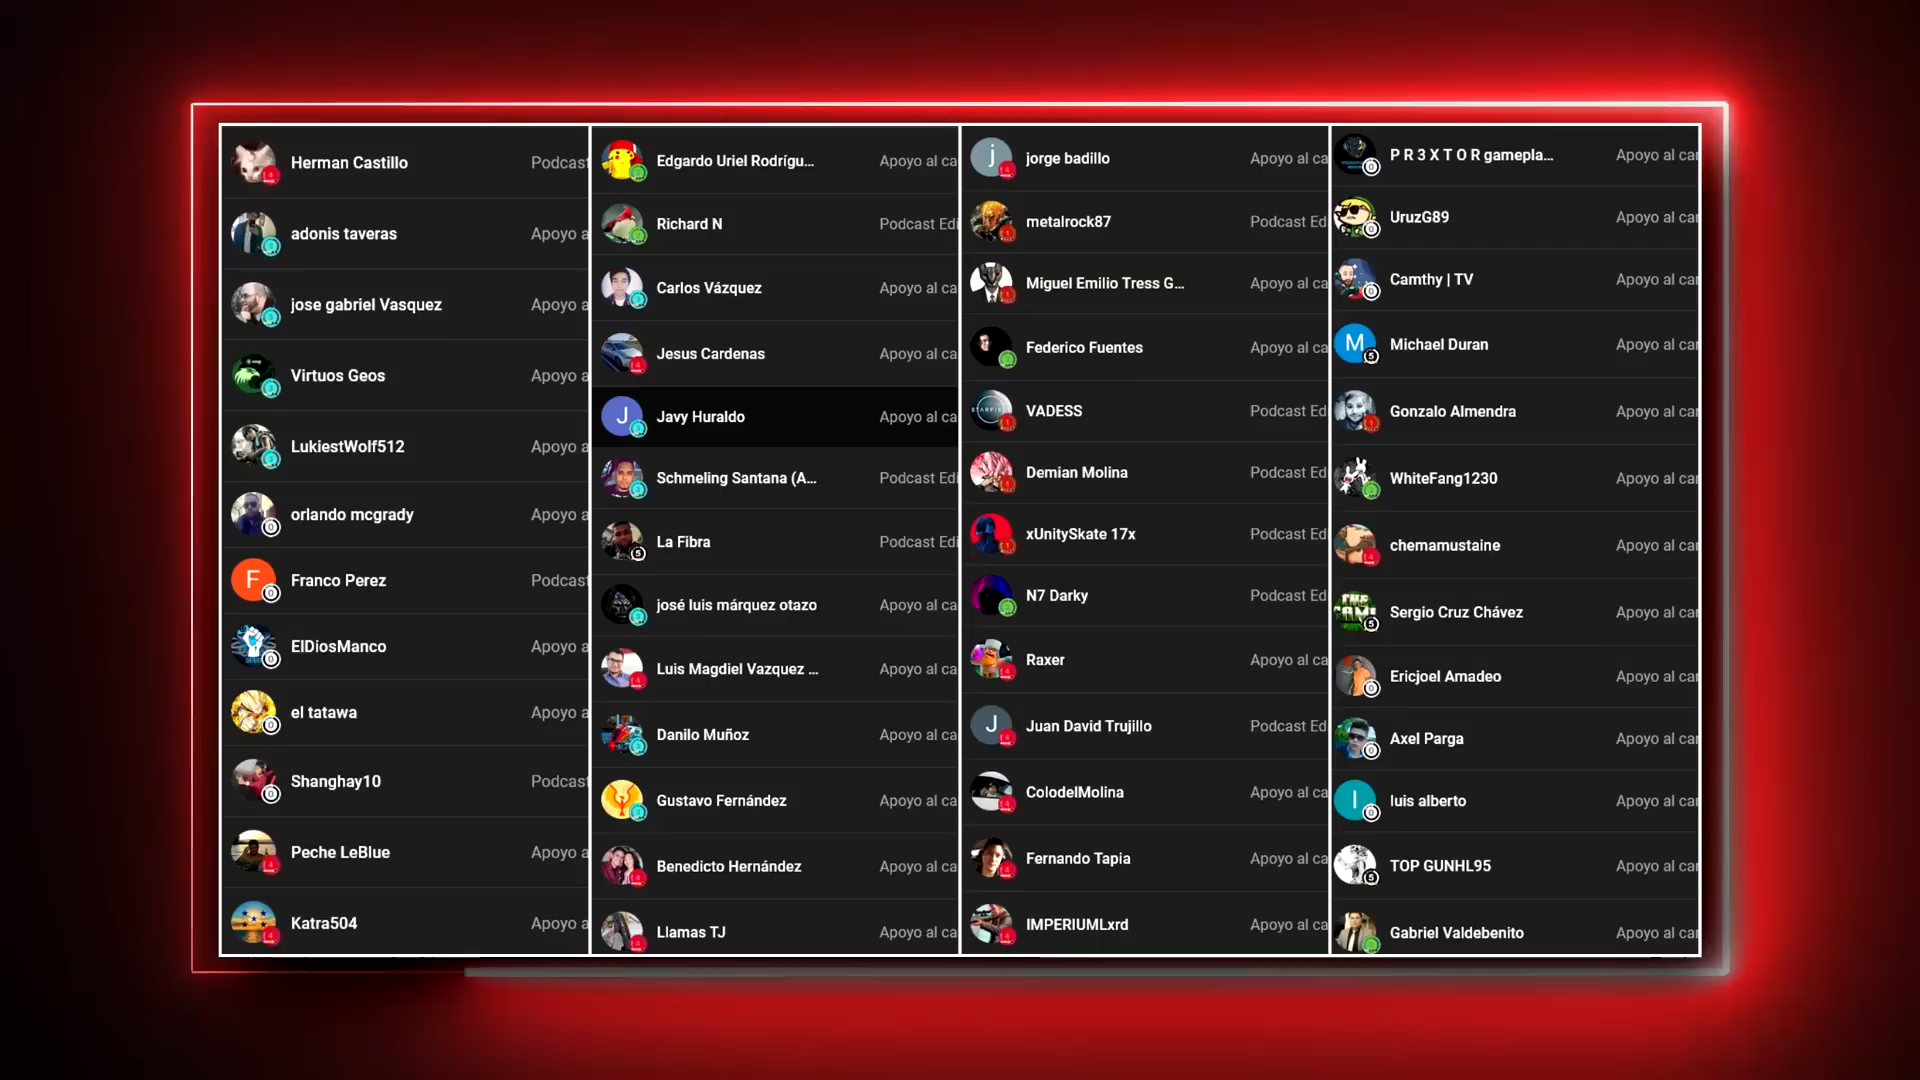 Herman Castillo Podcast
adonis taveras Apoyo a
jose gabriel Vasquez Apoyo a
Virtuos Geos Apoyo a
LukiestWolf512 Apoyo a
orlando mcgrady Apoyo a
F Franco Perez Podcast
ElDiosManco Apoyo a
el tatawa Apoyo a
Shanghay10 Podcast
Peche LeBlue Apoyo a
Katra504 Apoyo a
Edgardo Uriel Rodrígu... Apoyo al ca
Richard N Podcast Edi
Carlos Vázquez Apoyo al ca
Jesus Cardenas Apoyo al ca
J Javy Huraldo Apoyo al ca
Schmeling Santana (A... Podcast Edi
La Fibra Podcast Edi
josé luis márquez otazo Apoyo al ca
Luis Magdiel Vazquez ... Apoyo al ca
Danilo Muñoz Apoyo al ca
Gustavo Fernández Apoyo al ca
Benedicto Hernández Apoyo al ca
Llamas TJ Apoyo al ca
j jorge badillo Apoyo al ca
metalrock87 Podcast Ed
Miguel Emilio Tress G... Apoyo al ca
Federico Fuentes Apoyo al ca
VADESS Podcast Ed
Demian Molina Podcast Ed
xUnitySkate 17x Podcast Ed
N7 Darky Podcast Ed
Raxer Apoyo al ca
J Juan David Trujillo Podcast Ed
ColodelMolina Apoyo al ca
Fernando Tapia Apoyo al ca
IMPERIUMLxrd Apoyo al ca
P R 3 X T O R gamepla... Apoyo al car
UruzG89 Apoyo al car
Camthy | TV Apoyo al car
M Michael Duran Apoyo al car
Gonzalo Almendra Apoyo al car
WhiteFang1230 Apoyo al car
chemamustaine Apoyo al car
Sergio Cruz Chávez Apoyo al car
Ericjoel Amadeo Apoyo al car
Axel Parga Apoyo al car
l luis alberto Apoyo al car
TOP GUNHL95 Apoyo al car
Gabriel Valdebenito Apoyo al car